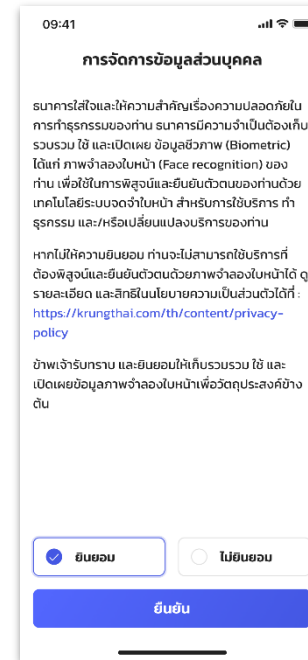 09:41
การจัดการข้อมูลส่วนบุคคล
ธนาคารใส่ใจและให้ความสำคัญเรื่องความปลอดภัยใน
การทำธุรกรรมของท่าน ธนาคารมีความจำเป็นต้องเก็บ
รวบรวม ใช้ และเปิดเผย ข้อมูลชีวภาพ (Biometric)
ได้แก่ ภาพจำลองใบหน้า (Face recognition) ของ
ท่าน เพื่อใช้ในการพิสูจน์และยืนยันตัวตนของท่านด้วย
เทคโนโลยีระบบจดจำใบหน้า สำหรับการใช้บริการ ทำ
ธุรกรรม และ/หรือเปลี่ยนแปลงบริการของท่าน
หากไม่ให้ความยินยอม ท่านจะไม่สามารถใช้บริการที่
ต้องพิสูจน์และยืนยันตัวตนด้วยภาพจำลองใบหน้าได้ ดู
รายละเอียด และสิทธิในนโยบายความเป็นส่วนตัวได้ที่ :
https://krungthai.com/th/content/privacy-
policy
ข้าพเจ้ารับทราบ และยินยอมให้เก็บรวบรวม ใช้ และ
เปิดเผยข้อมูลภาพจำลองใบหน้าเพื่อวัตถุประสงค์ข้าง
ต้น
ยินยอม
ไม่ยินยอม
ยืนยัน